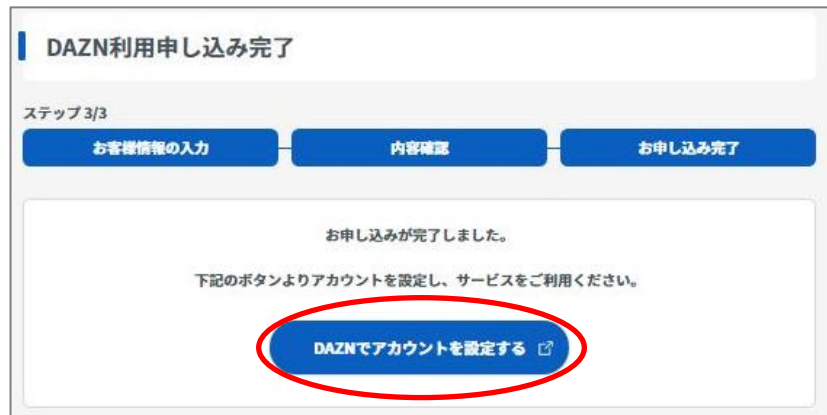 DAZN利用申し込み完了
ステップ 3/3
お客様情報の入力
内容確認
お申し込み完了
お申し込みが完了しました。
下記のボタンよりアカウントを設定し、サービスをご利用ください。
DAZNでアカウントを設定する